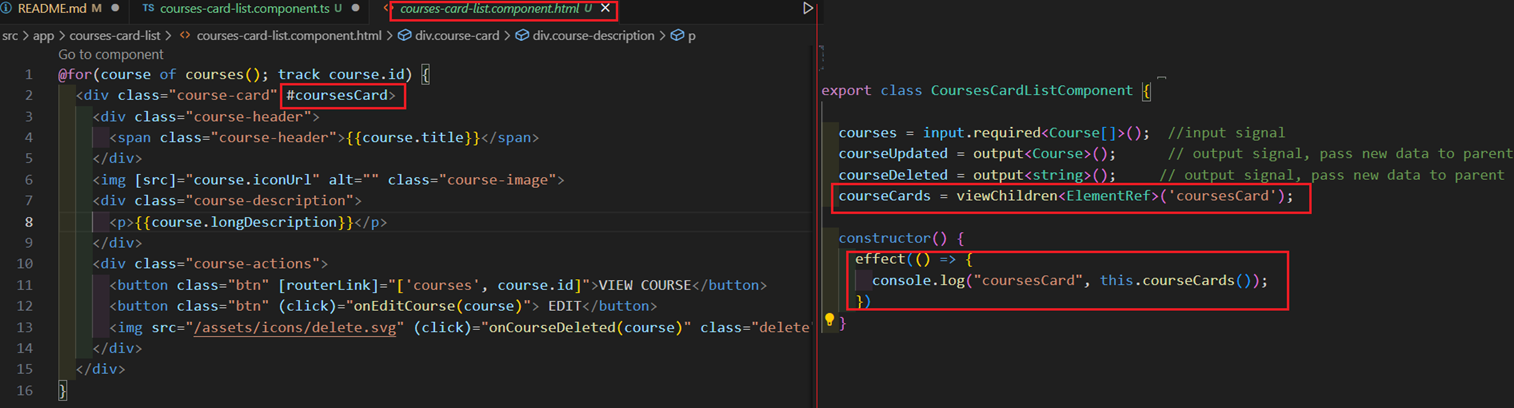 README.md M
courses-card-list.component.ts U
courses-card-list.component.html U
src > app > courses-card-list > courses-card-list.component.html > div.course-card > div.course-description > p
Go to component
1 @for(course of courses(); track course.id) {
2 <div class="course-card" #coursesCard>
3 <div class="course-header">
4 <span class="course-header">{{course.title}}</span>
5 </div>
6 <img [src]="course.iconUrl" alt="" class="course-image">
7 <div class="course-description">
8 <p>{{course.longDescription}}</p>
9 </div>
10 <div class="course-actions">
11 <button class="btn" [routerLink]="['courses', course.id]">VIEW COURSE</button>
12 <button class="btn" (click)="onEditCourse(course)"> EDIT</button>
13 <img src="/assets/icons/delete.svg" (click)="onCourseDeleted(course)" class="delete
14 </div>
15 </div>
16 }
export class CoursesCardListComponent {
courses = input.required<Course[]>(); //input signal
courseUpdated = output<Course>(); // output signal, pass new data to parent
courseDeleted = output<string>(); // output signal, pass new data to parent
courseCards = viewChildren<ElementRef>('coursesCard');
constructor() {
effect(() => {
console.log("coursesCard", this.courseCards());
})
}